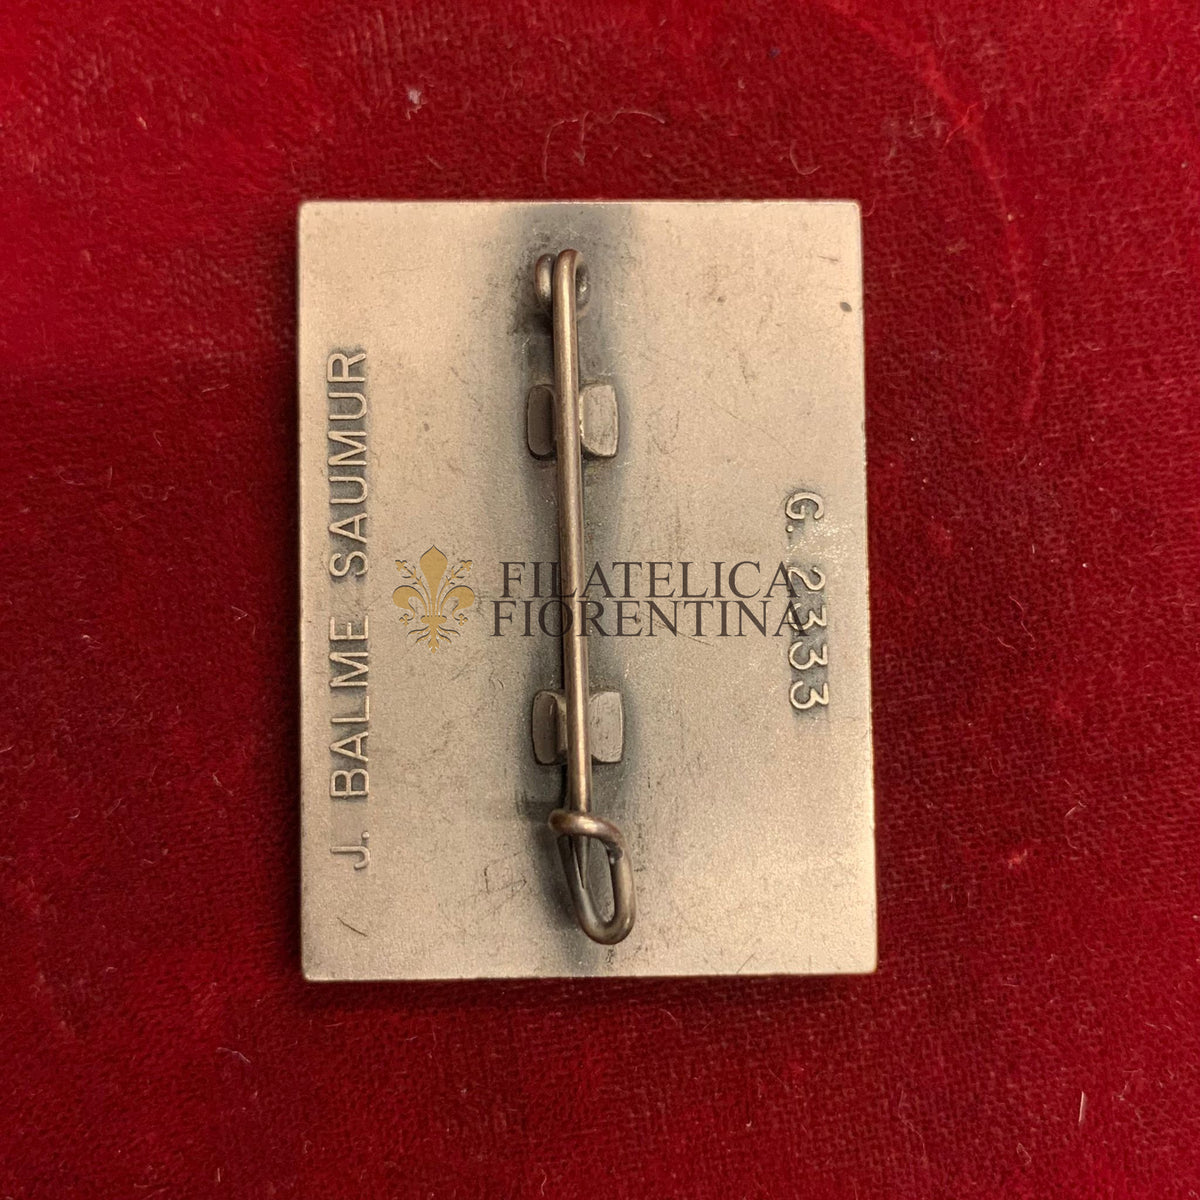 J. BALME SAUMUR
FILATELICA
FIORENTINA
G. 2333